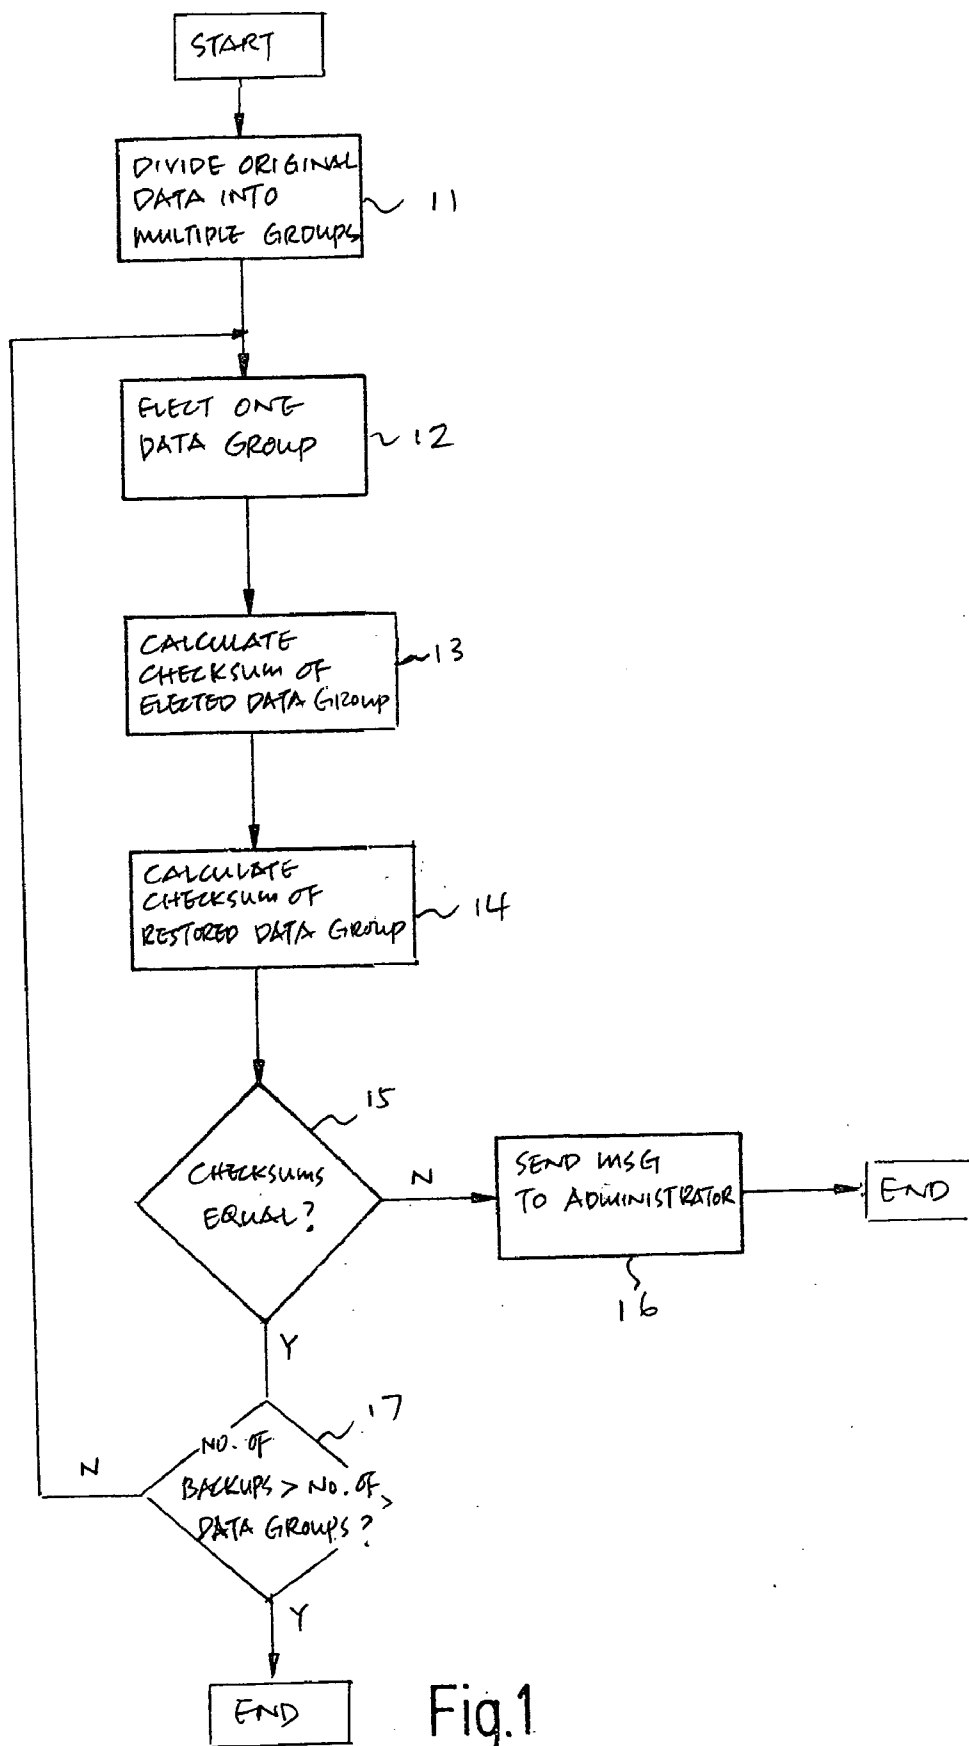 START
DIVIDE ORIGINAL
DATA INTO
MULTIPLE GROUPS
11
ELECT ONE
DATA GROUP
12
CALCULATE
CHECKSUM OF
ELECTED DATA GROUP
13
CALCULATE
CHECKSUM OF
RESTORED DATA GROUP
14
15
CHECKSUMS
EQUAL?
N
SEND MSG
TO ADMINISTRATOR
END
16
Y
17
NO. OF
BACKUPS > NO. OF
DATA GROUPS?
N
Y
END
Fig.1